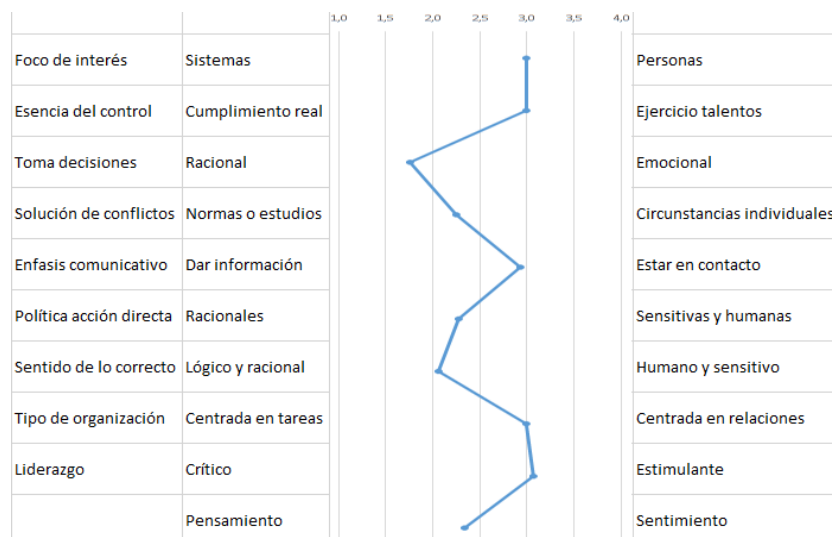 1,0 1,5 2,0 2,5 3,0 3,5 4,0
Foco de interés Sistemas Personas
Esencia del control Cumplimiento real Ejercicio talentos
Toma decisiones Racional Emocional
Solución de conflictos Normas o estudios Circunstancias individuales
Enfasis comunicativo Dar información Estar en contacto
Política acción directa Racionales Sensitivas y humanas
Sentido de lo correcto Lógico y racional Humano y sensitivo
Tipo de organización Centrada en tareas Centrada en relaciones
Liderazgo Crítico Estimulante
Pensamiento Sentimiento